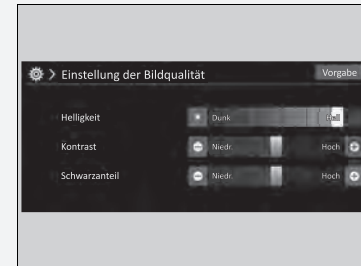 Einstellung der Bildqualität Vorgabe
Helligkeit Dunk Hell
Kontrast Niedr. Hoch
Schwarzanteil Niedr. Hoch